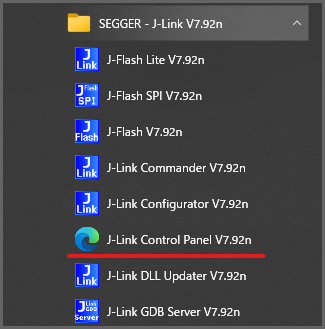 SEGGER - J-Link V7.92n
J Link
J-Flash Lite V7.92n
J Flash SPI
J-Flash SPI V7.92n
J Flash
J-Flash V7.92n
J Link
J-Link Commander V7.92n
J Link
J-Link Configurator V7.92n
J-Link Control Panel V7.92n
J Link
J-Link DLL Updater V7.92n
J Link GDB Server
J-Link GDB Server V7.92n